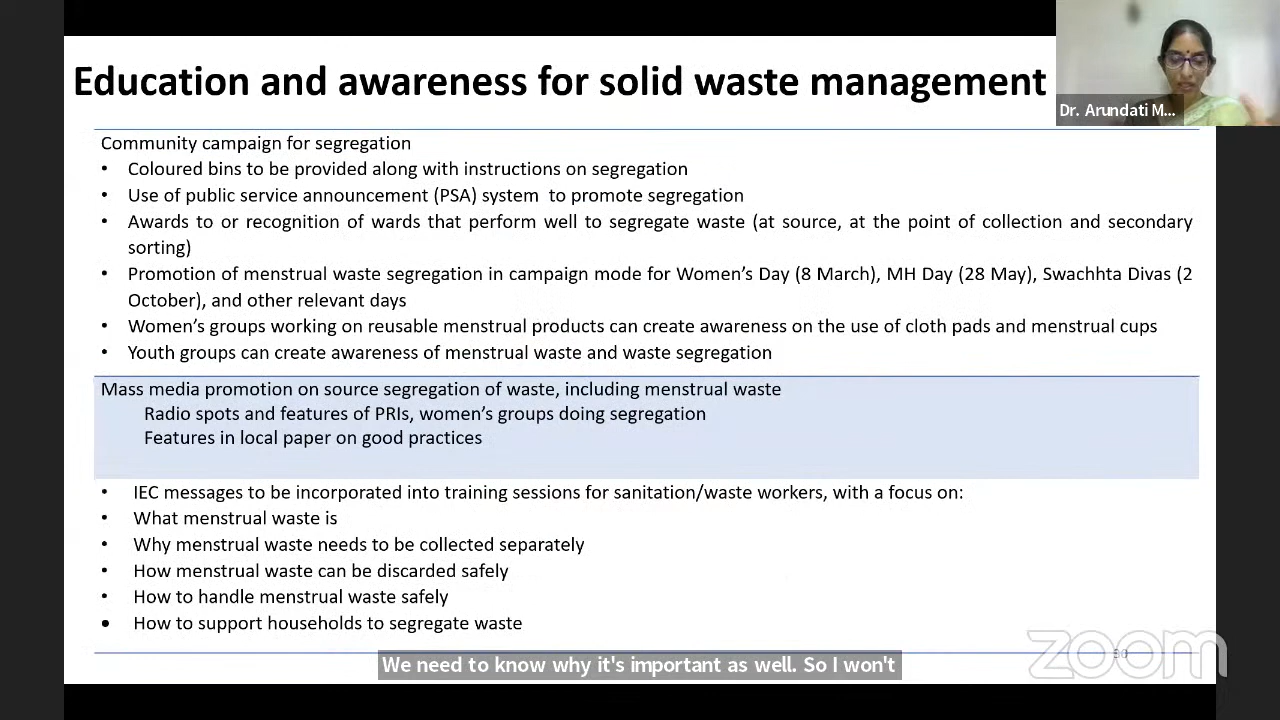 Education and awareness for solid waste management
Dr. Arundati M...
Community campaign for segregation
• Coloured bins to be provided along with instructions on segregation
• Use of public service announcement (PSA) system to promote segregation
• Awards to or recognition of wards that perform well to segregate waste (at source, at the point of collection and secondary
sorting)
• Promotion of menstrual waste segregation in campaign mode for Women's Day (8 March), MH Day (28 May), Swachhta Divas (2
October), and other relevant days
• Women's groups working on reusable menstrual products can create awareness on the use of cloth pads and menstrual cups
• Youth groups can create awareness of menstrual waste and waste segregation
Mass media promotion on source segregation of waste, including menstrual waste
Radio spots and features of PRIs, women's groups doing segregation
Features in local paper on good practices
• IEC messages to be incorporated into training sessions for sanitation/waste workers, with a focus on:
• What menstrual waste is
• Why menstrual waste needs to be collected separately
• How menstrual waste can be discarded safely
• How to handle menstrual waste safely
• How to support households to segregate waste
zoom
We need to know why it's important as well. So I won't